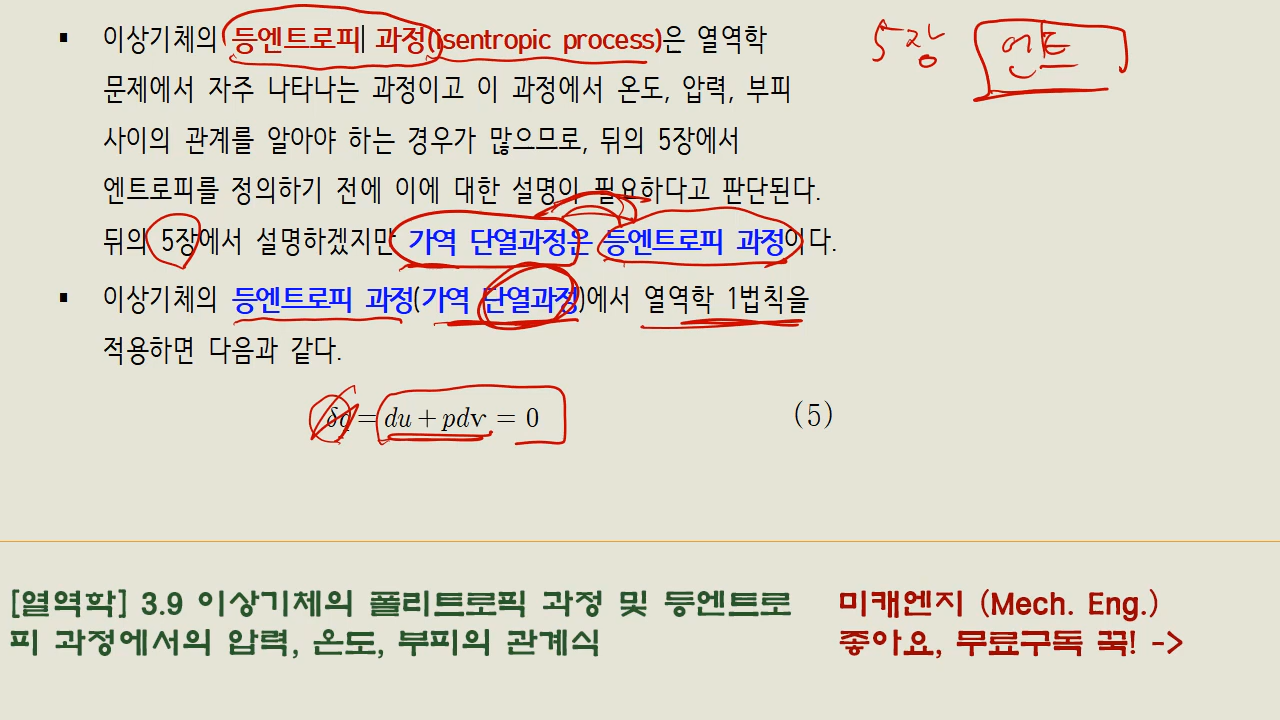 ▪ 이상기체의 등엔트로피 과정(isentropic process)은 열역학
문제에서 자주 나타나는 과정이고 이 과정에서 온도, 압력, 부피
사이의 관계를 알아야 하는 경우가 많으므로, 뒤의 5장에서
엔트로피를 정의하기 전에 이에 대한 설명이 필요하다고 판단된다.
뒤의 5장에서 설명하겠지만 가역 단열과정은 등엔트로피 과정이다.
▪ 이상기체의 등엔트로피 과정(가역 단열과정)에서 열역학 1법칙을
적용하면 다음과 같다.
δq = du + pdv = 0 (5)
5장
엔트
[열역학] 3.9 이상기체의 폴리트로픽 과정 및 등엔트로
피 과정에서의 압력, 온도, 부피의 관계식
미캐엔지 (Mech. Eng.)
좋아요, 무료구독 꾹! ->